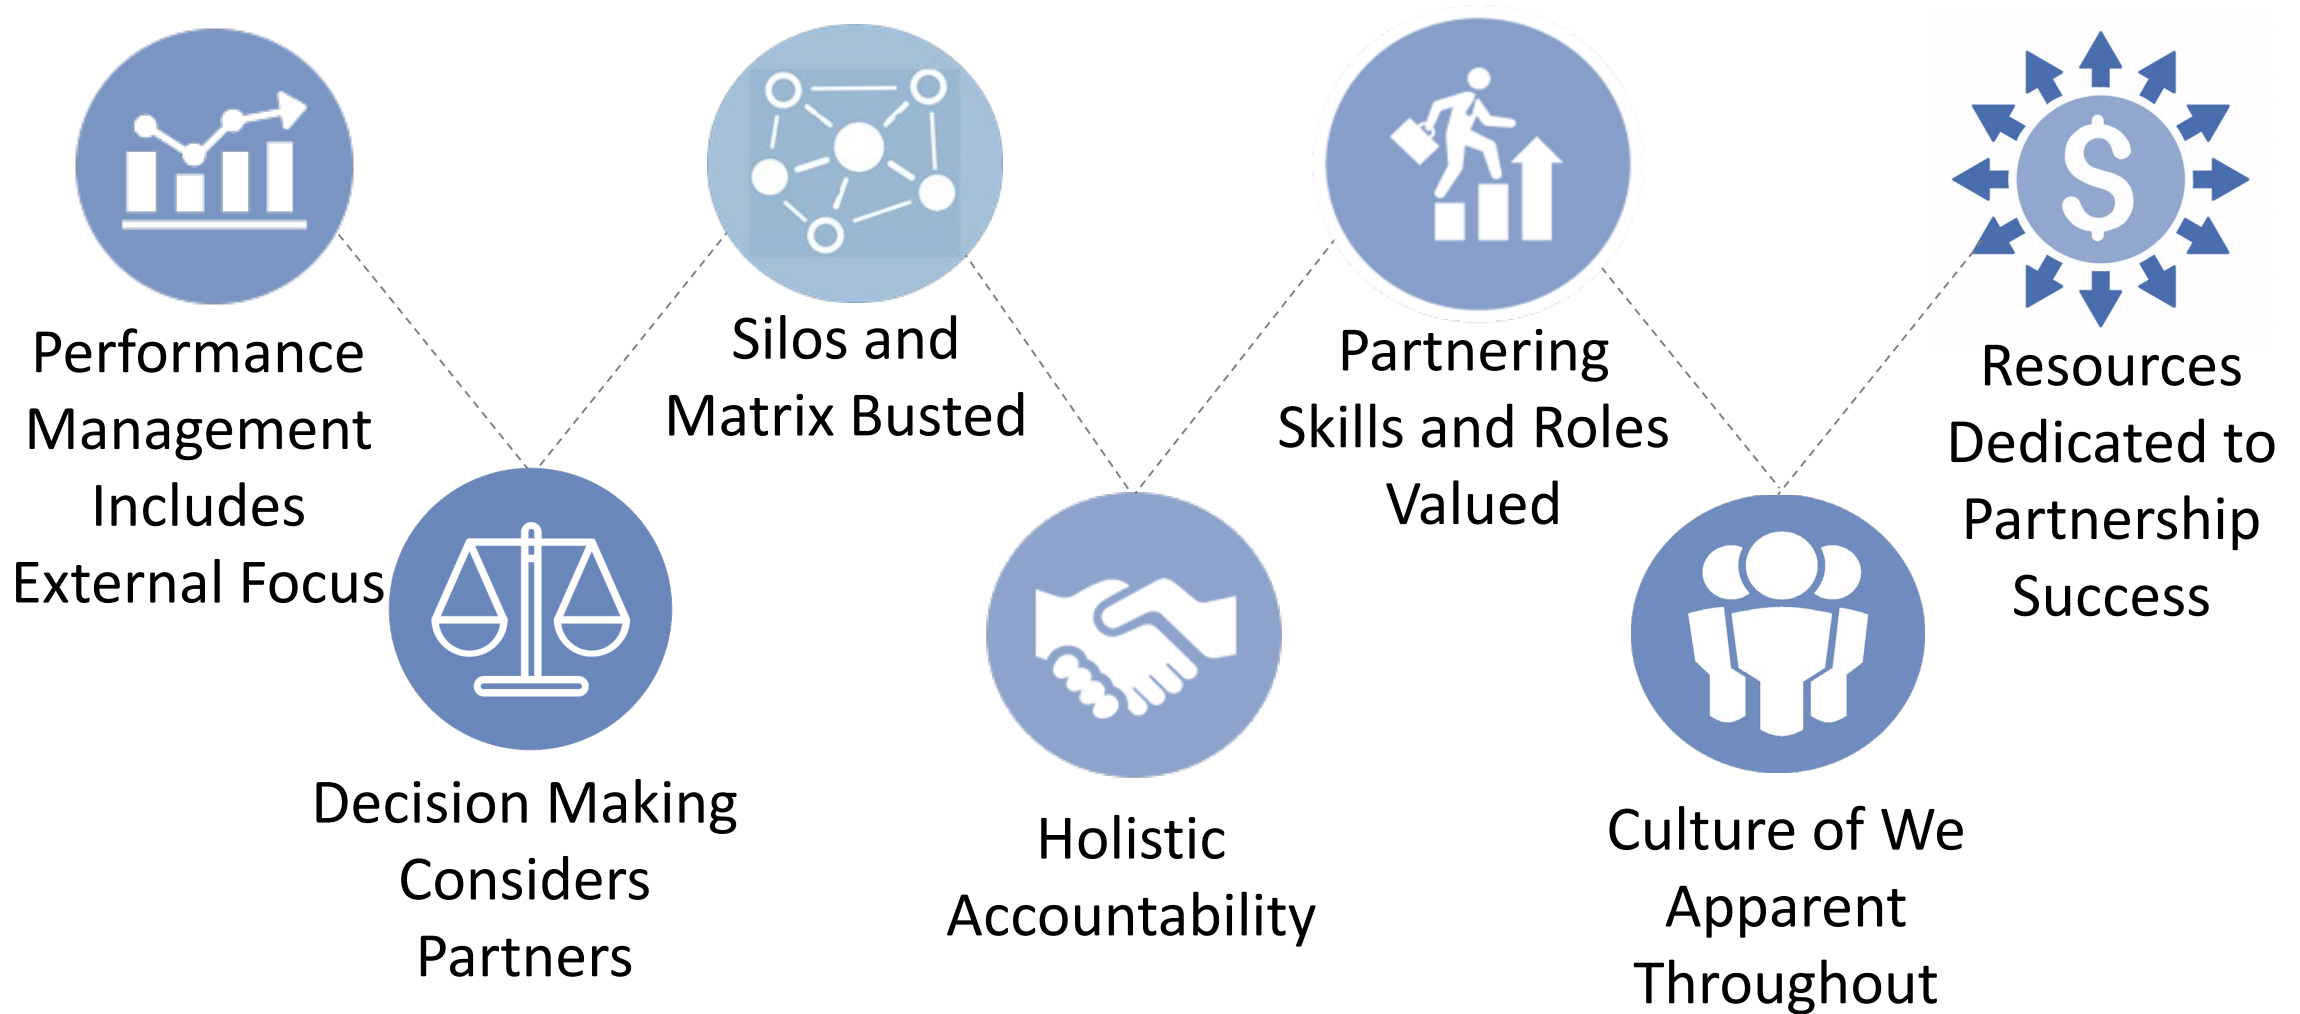 Performance
Management
Includes
External Focus
Decision Making
Considers
Partners
Silos and
Matrix Busted
Holistic
Accountability
Partnering
Skills and Roles
Valued
Culture of We
Apparent
Throughout
Resources
Dedicated to
Partnership
Success